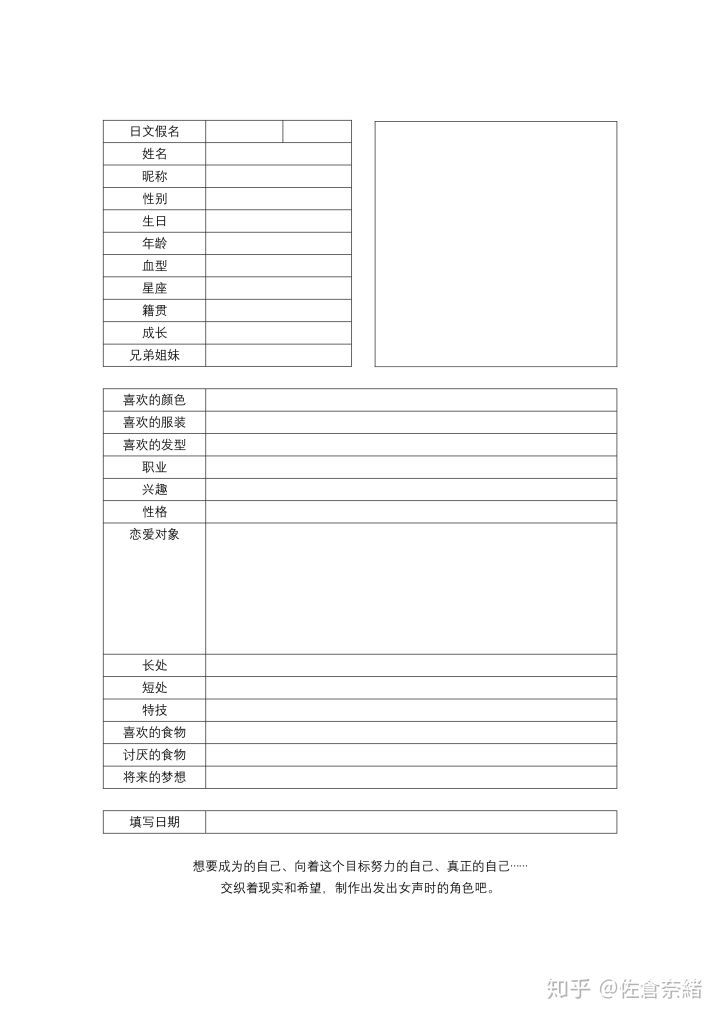 日文假名
姓名
昵称
性别
生日
年龄
血型
星座
籍贯
成长
兄弟姐妹
喜欢的颜色
喜欢的服装
喜欢的发型
职业
兴趣
性格
恋爱对象
长处
短处
特技
喜欢的食物
讨厌的食物
将来的梦想
填写日期
想要成为的自己、向着这个目标努力的自己、真正的自己……
交织着现实和希望，制作出发出女声时的角色吧。
知乎 @佐倉奈緒